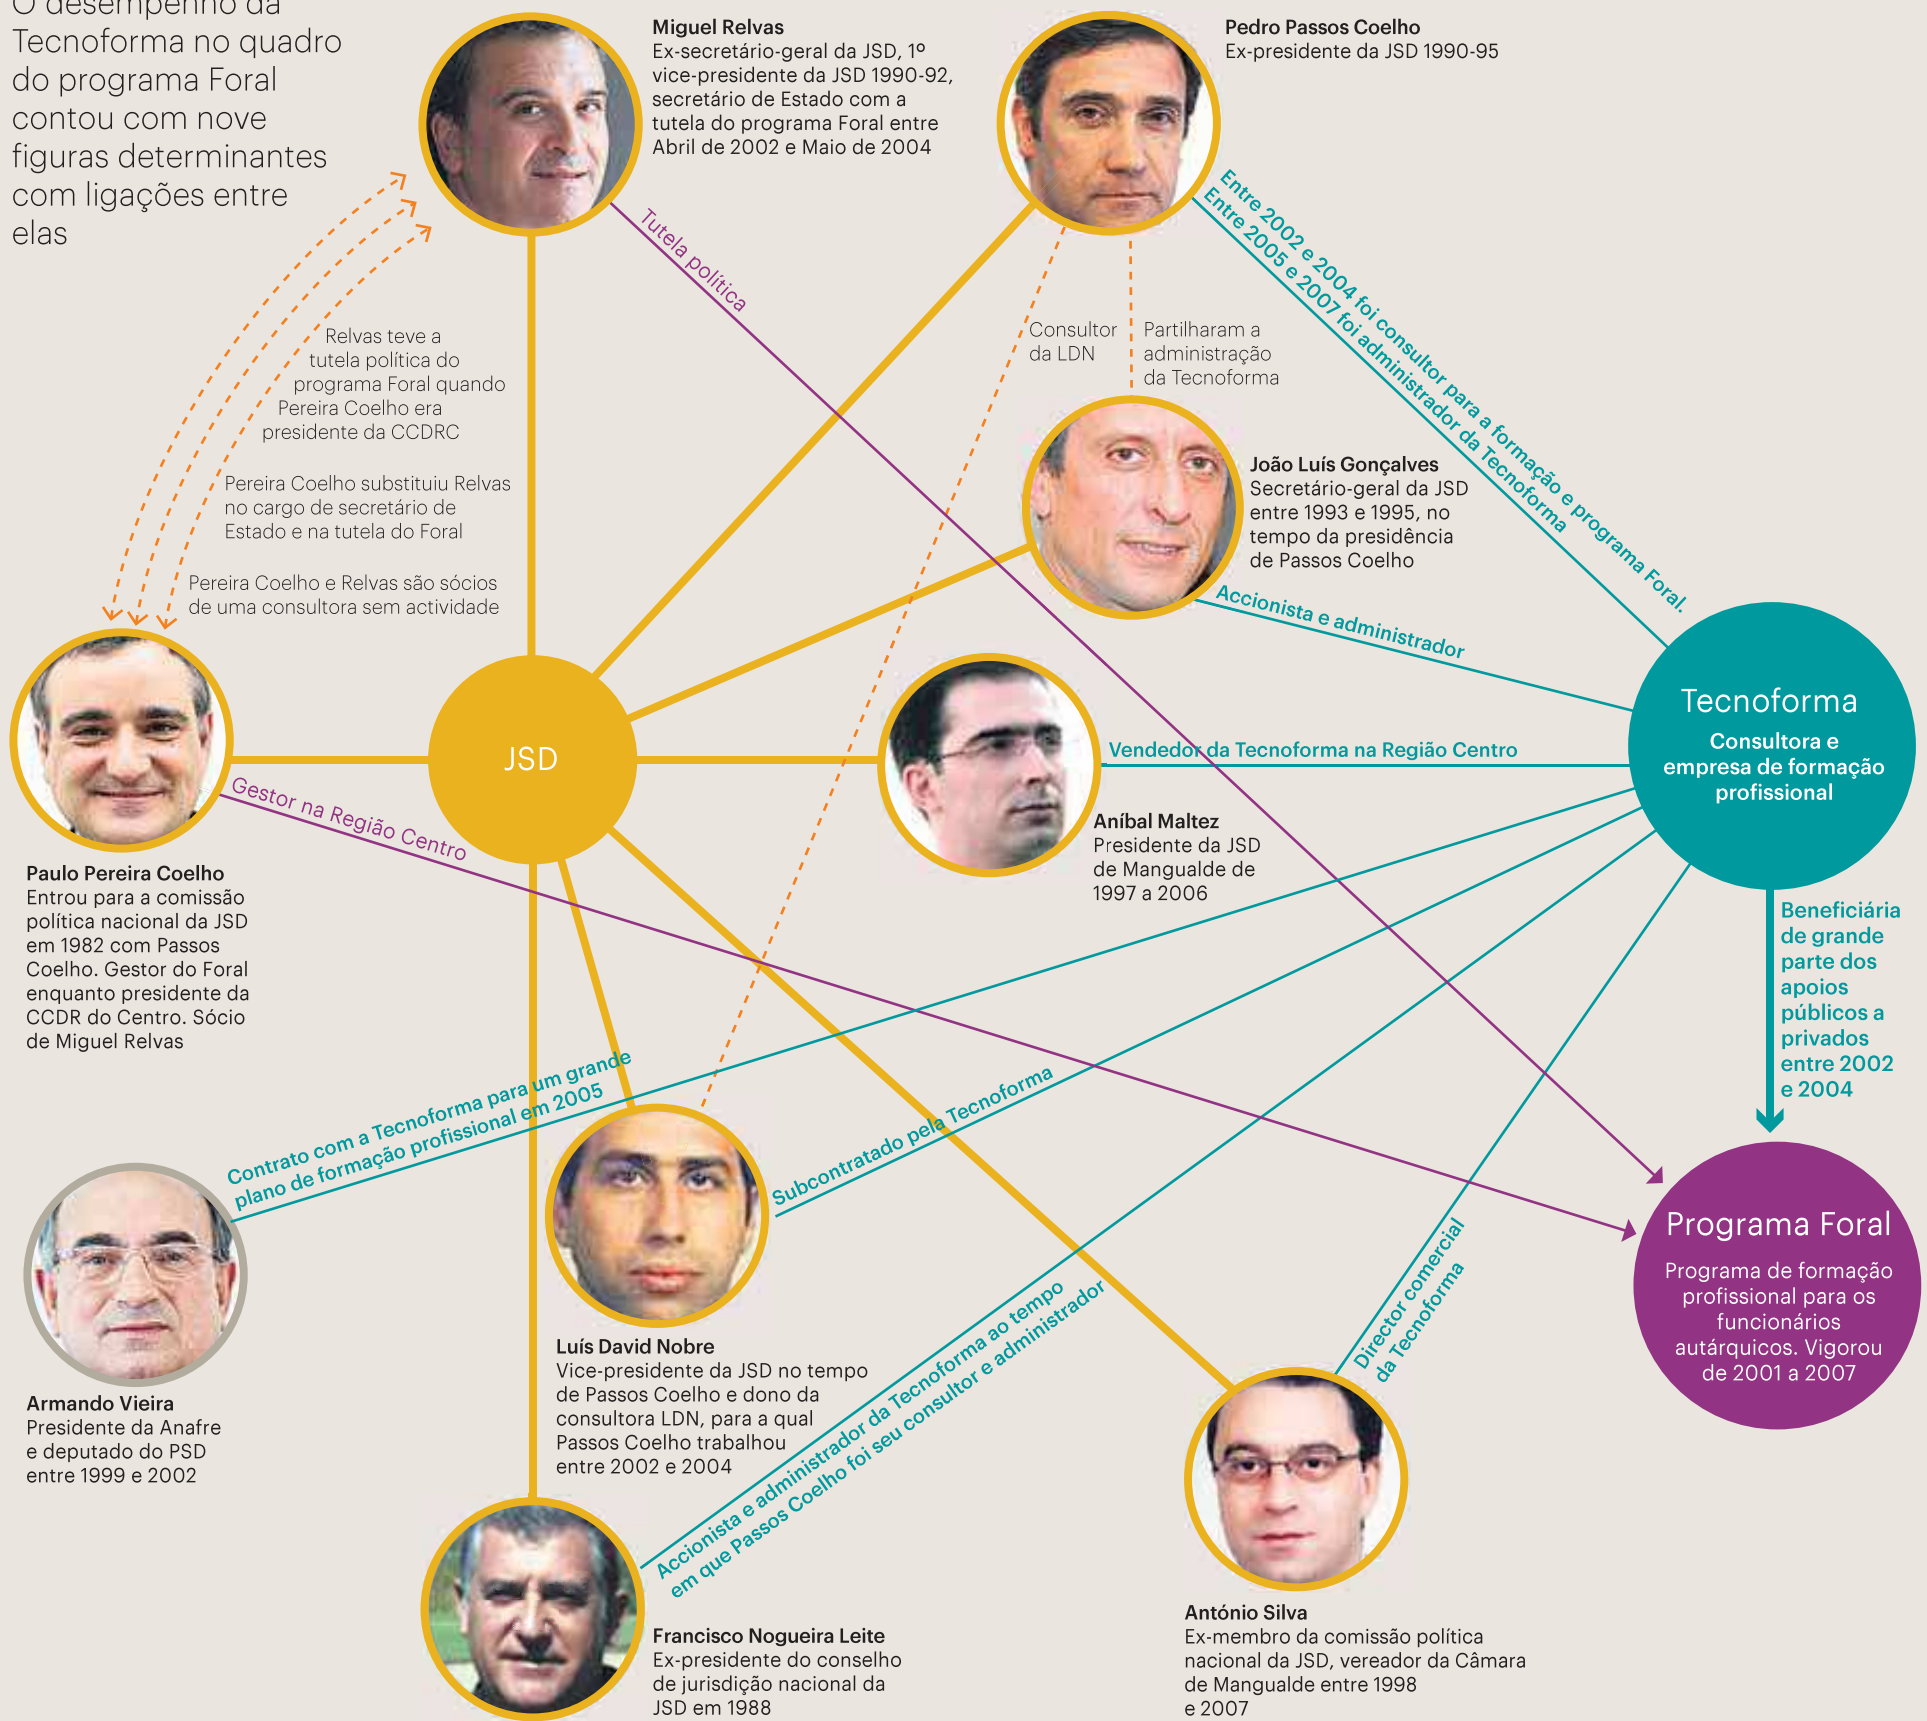 O desempenho da
Tecnoforma no quadro
do programa Foral
contou com nove
figuras determinantes
com ligações entre
elas
Miguel Relvas
Ex-secretário-geral da JSD, 1º
vice-presidente da JSD 1990-92,
secretário de Estado com a
tutela do programa Foral entre
Abril de 2002 e Maio de 2004
Pedro Passos Coelho
Ex-presidente da JSD 1990-95
Tutela política
Entre 2002 e 2004 foi consultor para a formação e programa Foral.
Entre 2005 e 2007 foi administrador da Tecnoforma
Relvas teve a
tutela política do
programa Foral quando
Pereira Coelho era
presidente da CCDRC
Pereira Coelho substituiu Relvas
no cargo de secretário de
Estado e na tutela do Foral
Pereira Coelho e Relvas são sócios
de uma consultora sem actividade
Consultor
da LDN
Partilharam a
administração
da Tecnoforma
João Luís Gonçalves
Secretário-geral da JSD
entre 1993 e 1995, no
tempo da presidência
de Passos Coelho
Accionista e administrador
Tecnoforma
Consultora e
empresa de formação
profissional
JSD
Vendedor da Tecnoforma na Região Centro
Gestor na Região Centro
Aníbal Maltez
Presidente da JSD
de Mangualde de
1997 a 2006
Paulo Pereira Coelho
Entrou para a comissão
política nacional da JSD
em 1982 com Passos
Coelho. Gestor do Foral
enquanto presidente da
CCDR do Centro. Sócio
de Miguel Relvas
Beneficiária
de grande
parte dos
apoios
públicos a
privados
entre 2002
e 2004
Contrato com a Tecnoforma para um grande
plano de formação profissional em 2005
Subcontratado pela Tecnoforma
Programa Foral
Programa de formação
profissional para os
funcionários
autárquicos. Vigorou
de 2001 a 2007
Director comercial
da Tecnoforma
Armando Vieira
Presidente da Anafre
e deputado do PSD
entre 1999 e 2002
Luís David Nobre
Vice-presidente da JSD no tempo
de Passos Coelho e dono da
consultora LDN, para a qual
Passos Coelho trabalhou
entre 2002 e 2004
Accionista e administrador da Tecnoforma ao tempo
em que Passos Coelho foi seu consultor e administrador
Francisco Nogueira Leite
Ex-presidente do conselho
de jurisdição nacional da
JSD em 1988
António Silva
Ex-membro da comissão política
nacional da JSD, vereador da Câmara
de Mangualde entre 1998
e 2007